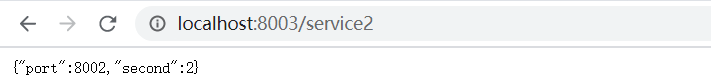 localhost:8003/service2
{"port":8002,"second":2}